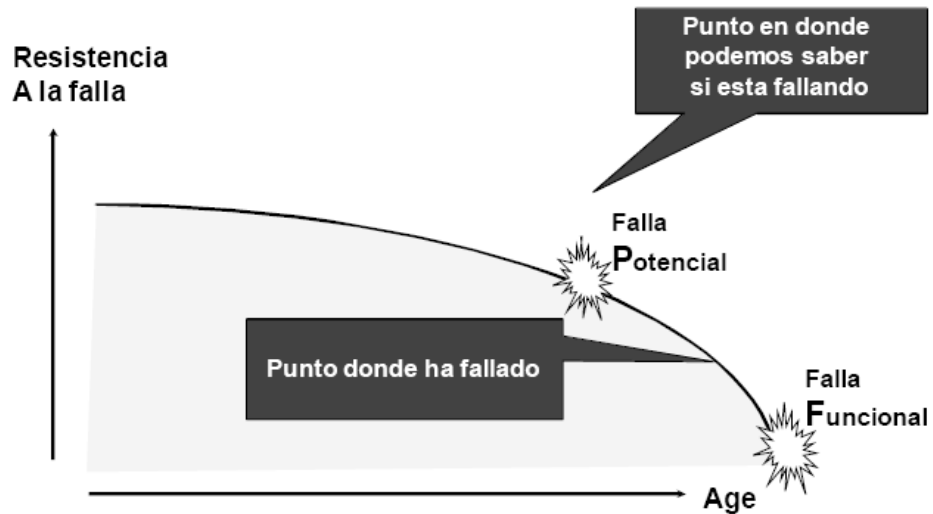 Punto en donde
podemos saber
si esta fallando
Resistencia
A la falla
Falla
Potencial
Punto donde ha fallado
Falla
Funcional
Age